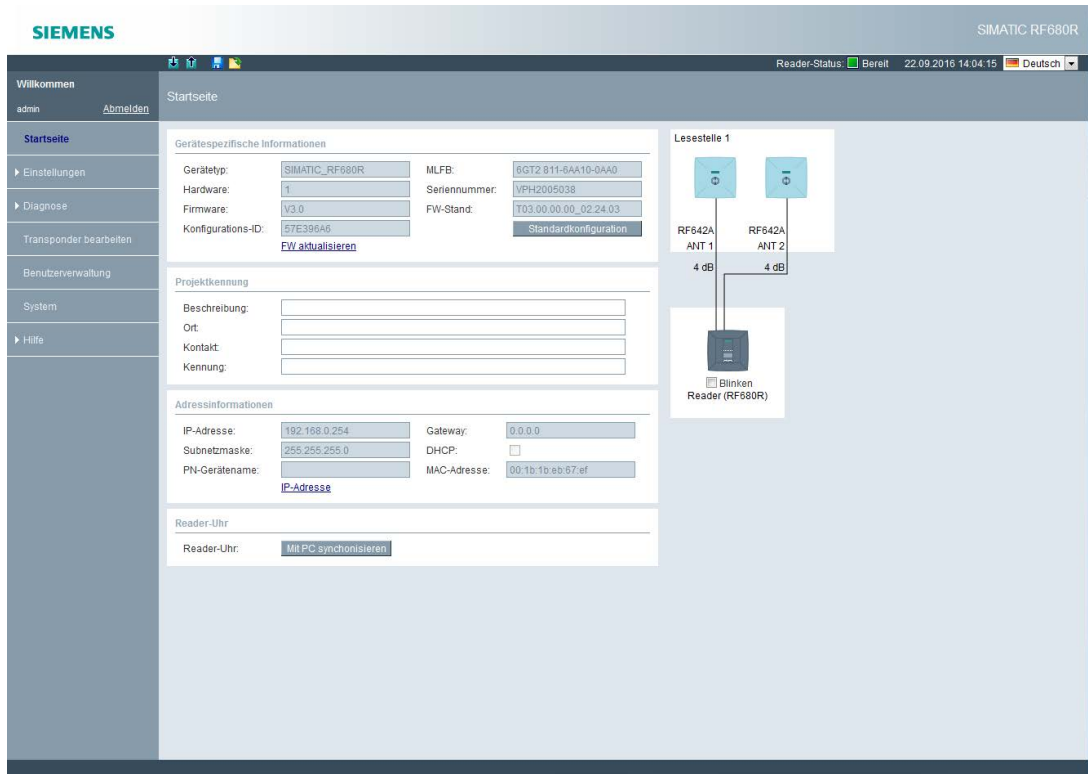 SIEMENS
SIMATIC RF680R
Reader-Status: Bereit 22.09.2016 14:04:15 Deutsch
Willkommen
admin Abmelden
Startseite
Startseite
Einstellungen
Diagnose
Transponder bearbeiten
Benutzerverwaltung
System
Hilfe
Gerätespezifische Informationen
Gerätetyp: SIMATIC_RF680R MLFB: 6GT2 811-6AA10-0AA0
Hardware: 1 Seriennummer: VPH2005038
Firmware: V3.0 FW-Stand: T03.00.00.00_02.24.03
Konfigurations-ID: 57E396A6 Standardkonfiguration
FW aktualisieren
Projektkennung
Beschreibung:
Ort:
Kontakt:
Kennung:
Adressinformationen
IP-Adresse: 192.168.0.254 Gateway: 0.0.0.0
Subnetzmaske: 255.255.255.0 DHCP:
PN-Gerätename: MAC-Adresse: 00:1b:1b:eb:67:ef
IP-Adresse
Reader-Uhr
Reader-Uhr: Mit PC synchonisieren
Lesestelle 1
RF642A RF642A
ANT 1 ANT 2
4 dB 4 dB
Blinken
Reader (RF680R)